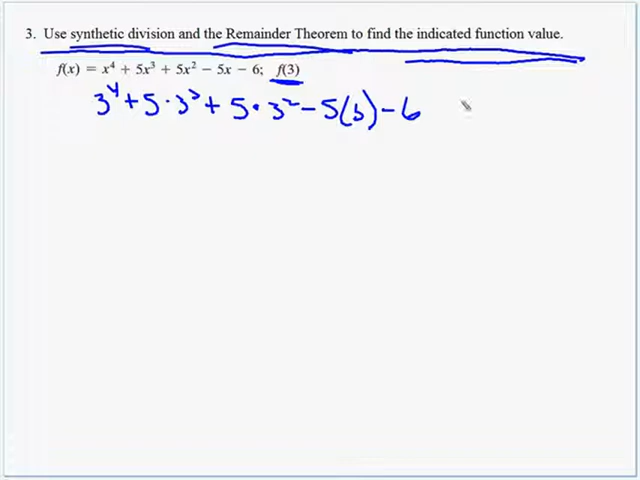 3. Use synthetic division and the Remainder Theorem to find the indicated function value.
f(x) = x⁴ + 5x³ + 5x² − 5x − 6; f(3)
3⁴ + 5 · 3³ + 5 · 3² − 5(3) − 6